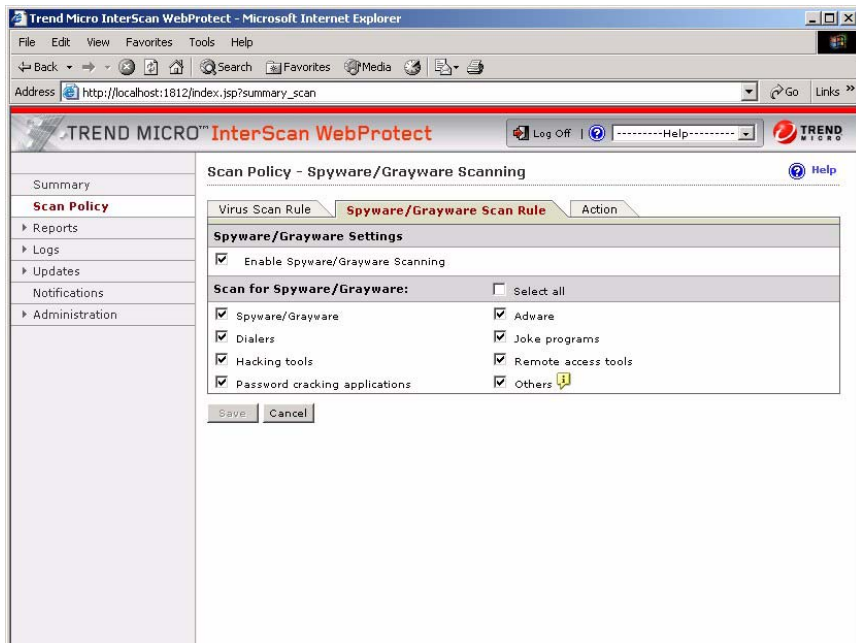 Trend Micro InterScan WebProtect - Microsoft Internet Explorer
File Edit View Favorites Tools Help
Back Search Favorites Media
Address http://localhost:1812/index.jsp?summary_scan Go Links »
TREND MICRO™ InterScan WebProtect Log Off | ---------Help--------- TREND MICRO
Scan Policy - Spyware/Grayware Scanning Help
Summary
Scan Policy
Reports
Logs
Updates
Notifications
Administration
Virus Scan Rule Spyware/Grayware Scan Rule Action
Spyware/Grayware Settings
Enable Spyware/Grayware Scanning
Scan for Spyware/Grayware: Select all
Spyware/Grayware Adware
Dialers Joke programs
Hacking tools Remote access tools
Password cracking applications Others
Save Cancel